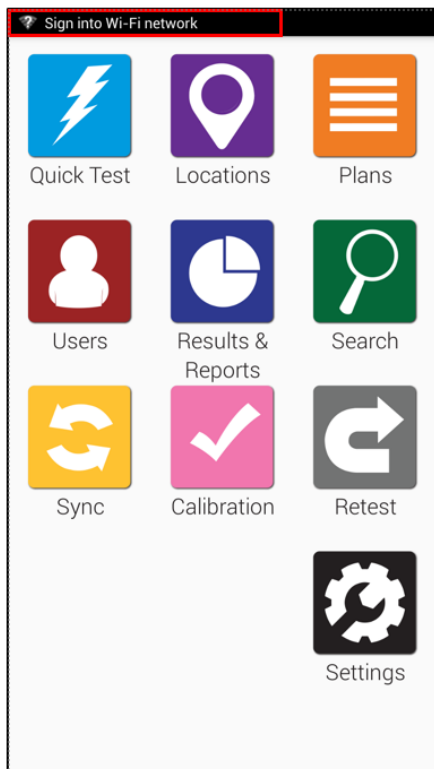 Sign into Wi-Fi network
Quick Test
Locations
Plans
Users
Results &
Reports
Search
Sync
Calibration
Retest
Settings